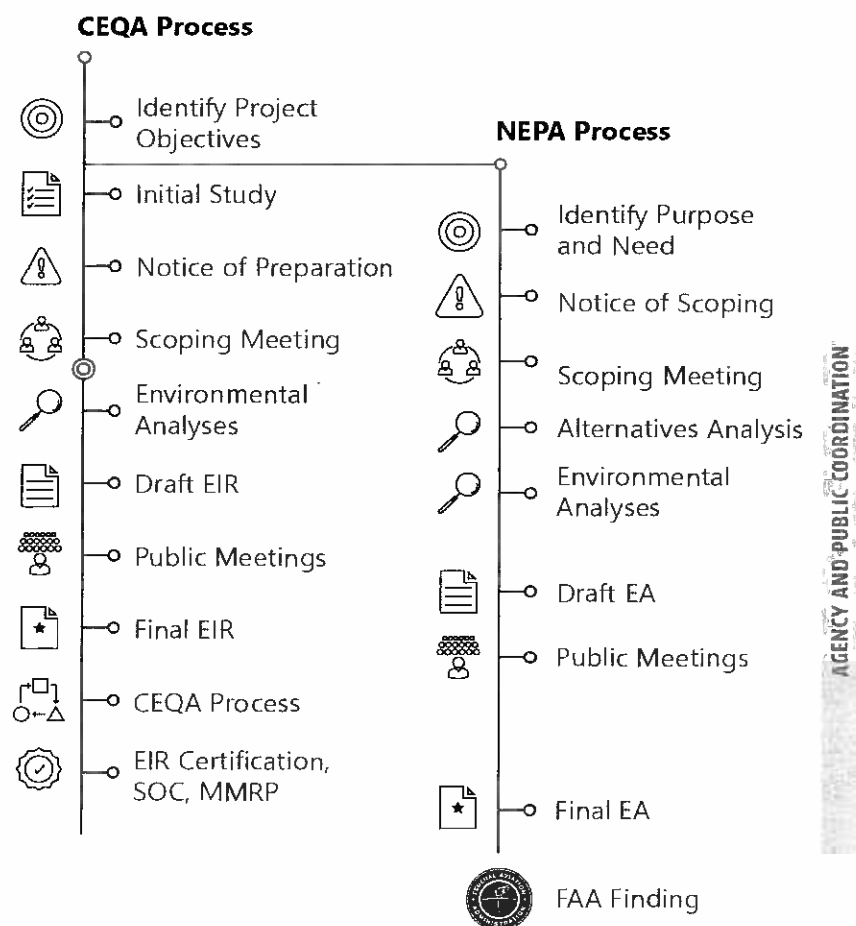 CEQA Process
Identify Project
Objectives
Initial Study
Notice of Preparation
Scoping Meeting
Environmental
Analyses
Draft EIR
Public Meetings
Final EIR
CEQA Process
EIR Certification,
SOC, MMRP
NEPA Process
Identify Purpose
and Need
Notice of Scoping
Scoping Meeting
Alternatives Analysis
Environmental
Analyses
Draft EA
Public Meetings
Final EA
FAA Finding
AGENCY AND PUBLIC COORDINATION